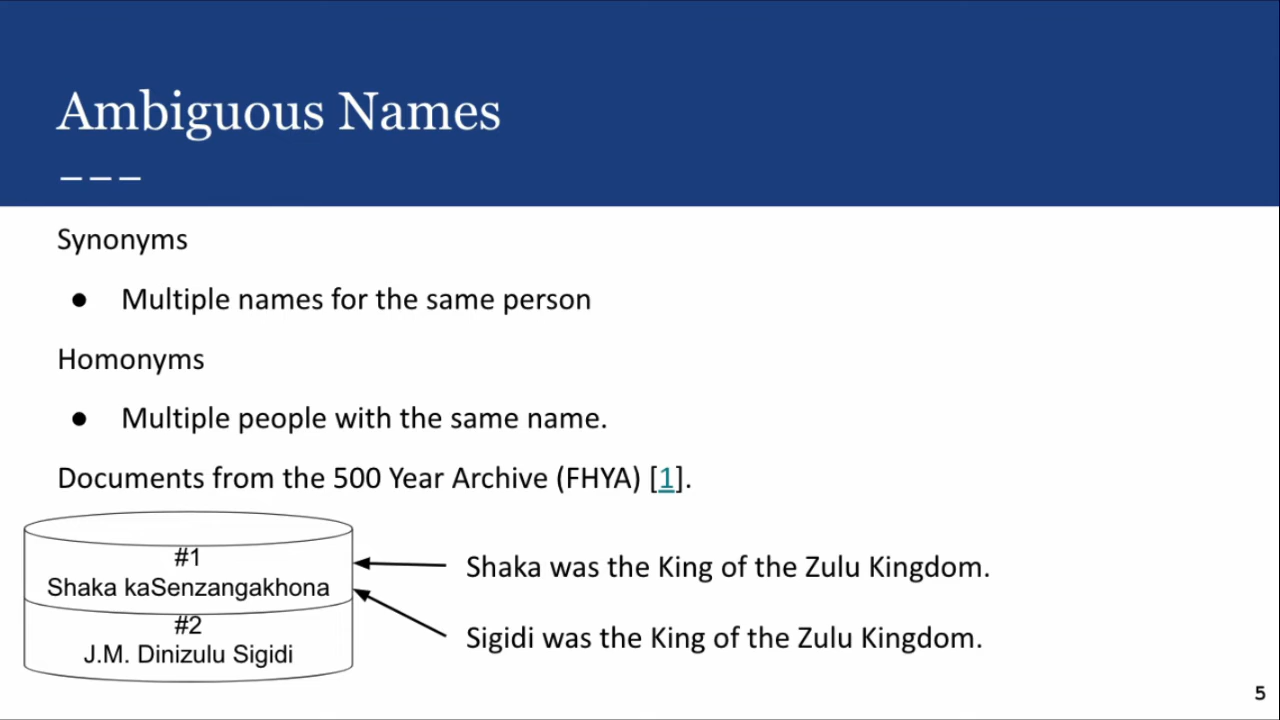 Ambiguous Names
Synonyms
● Multiple names for the same person
Homonyms
● Multiple people with the same name.
Documents from the 500 Year Archive (FHYA) [1].
#1
Shaka kaSenzangakhona
#2
J.M. Dinizulu Sigidi
Shaka was the King of the Zulu Kingdom.
Sigidi was the King of the Zulu Kingdom.
5